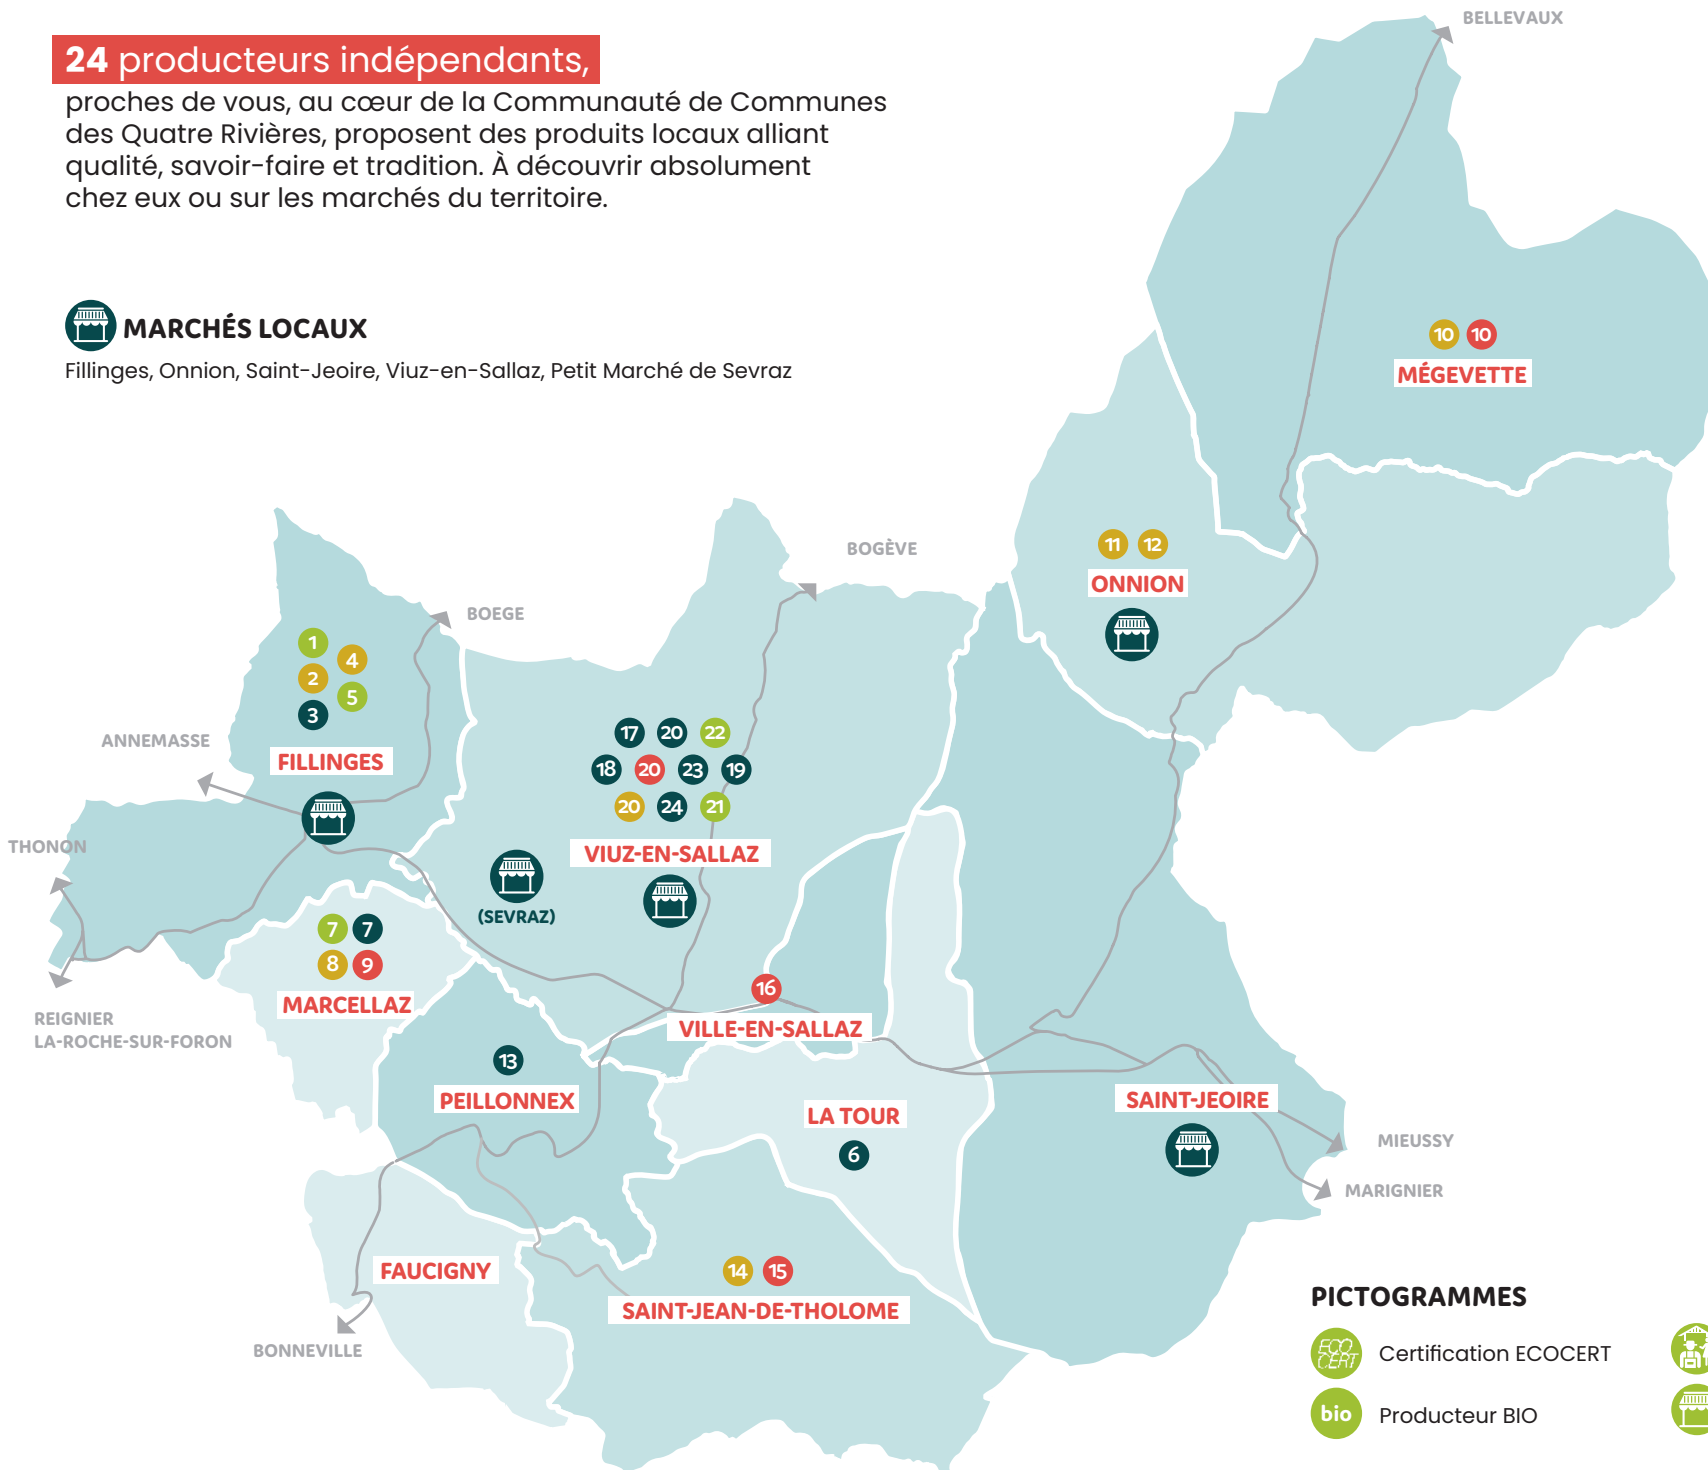 24 producteurs indépendants,
proches de vous, au cœur de la Communauté de Communes
des Quatre Rivières, proposent des produits locaux alliant
qualité, savoir-faire et tradition. À découvrir absolument
chez eux ou sur les marchés du territoire.
MARCHÉS LOCAUX
Fillinges, Onnion, Saint-Jeoire, Viuz-en-Sallaz, Petit Marché de Sevraz
BELLEVAUX
10 10
MÉGEVETTE
11 12
ONNION
BOGÈVE
BOEGE
1
4
2
5
3
FILLINGES
ANNEMASSE
THONON
17 20 22
18 20 23 19
20 24 21
VIUZ-EN-SALLAZ
(SEVRAZ)
7 7
8 9
MARCELLAZ
REIGNIER
LA-ROCHE-SUR-FORON
16
VILLE-EN-SALLAZ
13
PEILLONNEX
LA TOUR
6
SAINT-JEOIRE
MIEUSSY
MARIGNIER
FAUCIGNY
14 15
SAINT-JEAN-DE-THOLOME
BONNEVILLE
PICTOGRAMMES
ECO
CERT
Certification ECOCERT
bio
Producteur BIO